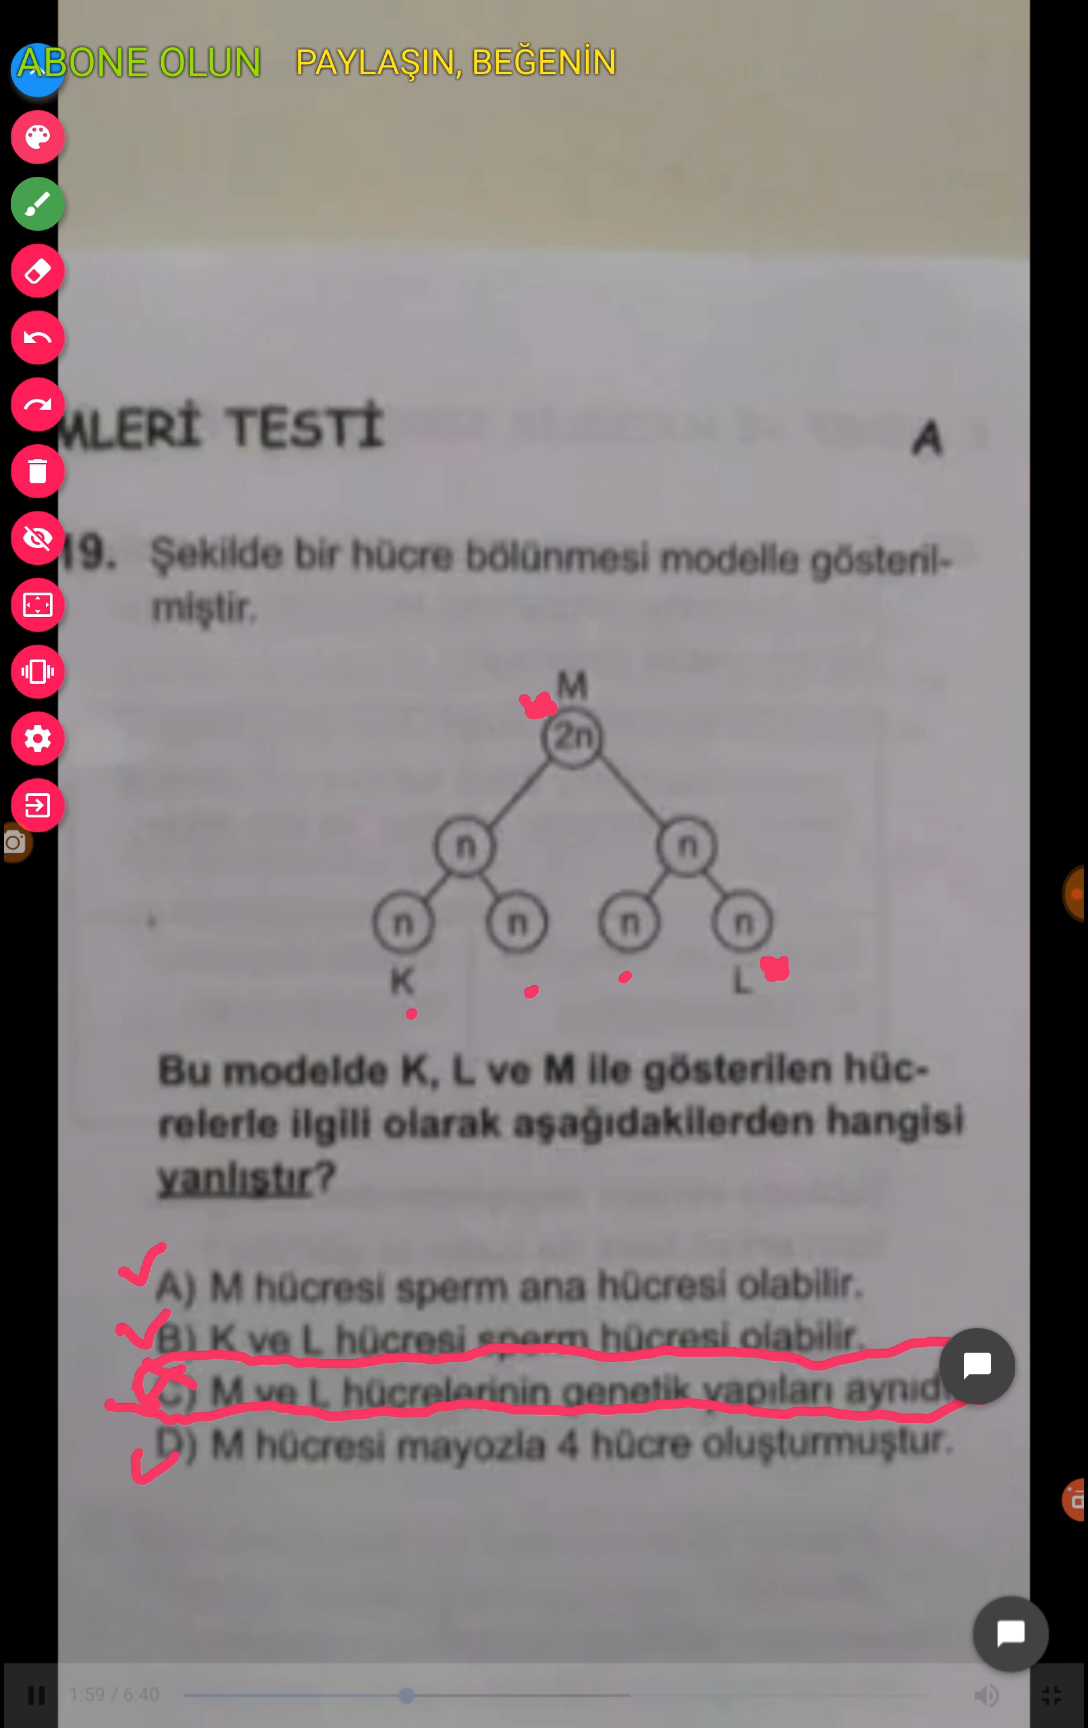 ABONE OLUN PAYLAŞIN, BEĞENİN
MLERİ TESTİ A
19. Şekilde bir hücre bölünmesi modelle gösteril-
miştir.
M
2n
n n
n n n n
K L
Bu modelde K, L ve M ile gösterilen hüc-
relerle ilgili olarak aşağıdakilerden hangisi
yanlıştır?
A) M hücresi sperm ana hücresi olabilir.
B) K ve L hücresi sperm hücresi olabilir.
C) M ve L hücrelerinin genetik yapıları aynıd
D) M hücresi mayozla 4 hücre oluşturmuştur.
1:59 / 6:40